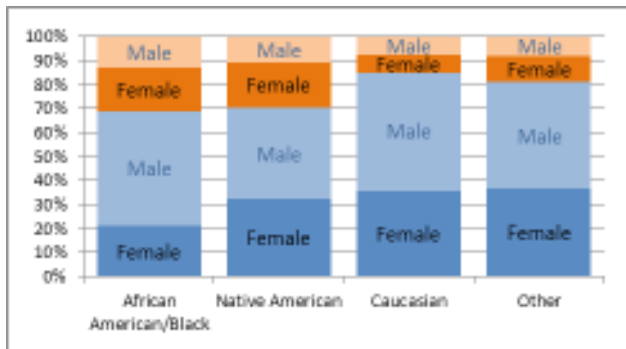 100%
90%
80%
70%
60%
50%
40%
30%
20%
10%
0%
Male Male Male Male
Female Female Female Female
Male Male Male Male
Female Female Female Female
African Native American Caucasian Other
American/Black